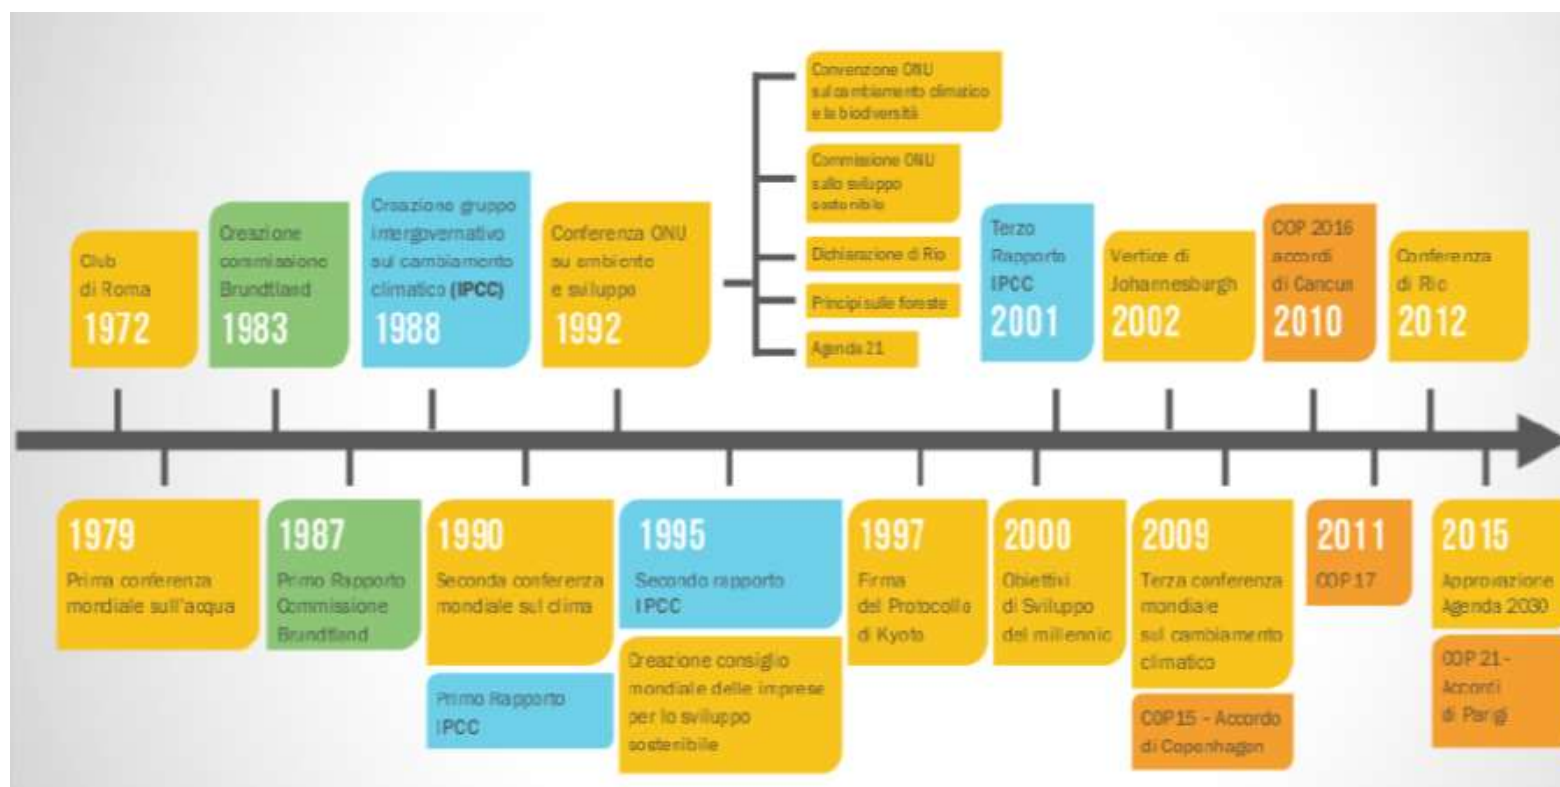 Club
di Roma
1972
Creazione
commissione
Brundtland
1983
Creazione gruppo
intergovernativo
sul cambiamento
climatico (IPCC)
1988
Conferenza ONU
su ambiente
e sviluppo
1992
Convenzione ONU
sul cambiamento climatico
e la biodversità
Commissione ONU
sullo sviluppo
sostenibile
Dichiarazione di Rio
Principi sulle foreste
Agenda 21
Terzo
Rapporto
IPCC
2001
Vertice di
Johannesburgh
2002
COP 2016
accordi
di Cancun
2010
Conferenza
di Rio
2012
1979
Prima conferenza
mondiale sull'acqua
1987
Primo Rapporto
Commissione
Brundtland
1990
Seconda conferenza
mondiale sul clima
Primo Rapporto
IPCC
1995
Secondo rapporto
IPCC
Creazione consiglio
mondiale delle imprese
per lo sviluppo
sostenibile
1997
Firma
del Protocollo
di Kyoto
2000
Obiettivi
di Sviluppo
del millennio
2009
Terza conferenza
mondiale
sul cambiamento
climatico
COP15 - Accordo
di Copenhagen
2011
COP 17
2015
Approvazione
Agenda 2030
COP 21 -
Accordi
di Parigi